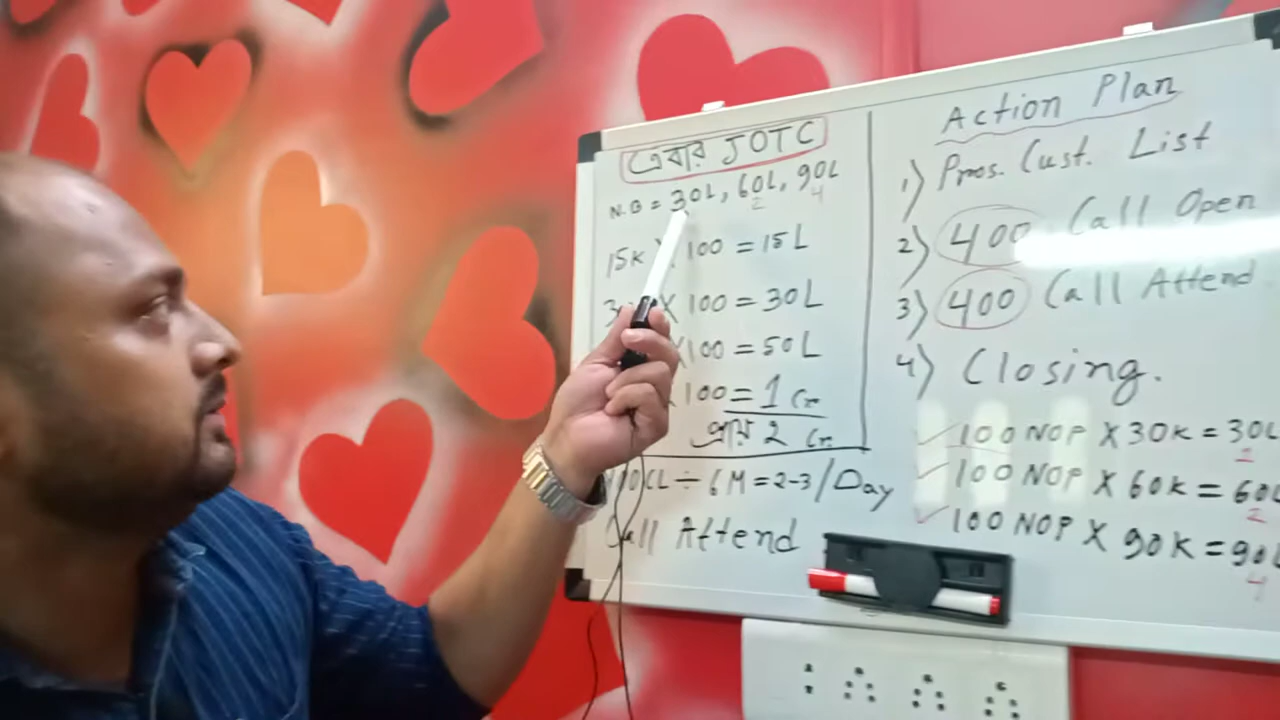 এবার JOTC
N.B = 30L, 60L, 90L
2 4
15K X 100 = 15L
X 100 = 30L
100 = 50L
100 = 1 Cr
প্রায় 2 Cr
CL ÷ 6M = 2-3/Day
Call Attend
Action Plan
1) Pros. Cust. List
2) 400 Call Open
3) 400 Call Attend
4) Closing.
100 NOP X 30K = 30L
100 NOP X 60K = 60L
2
100 NOP X 90K = 90L
4